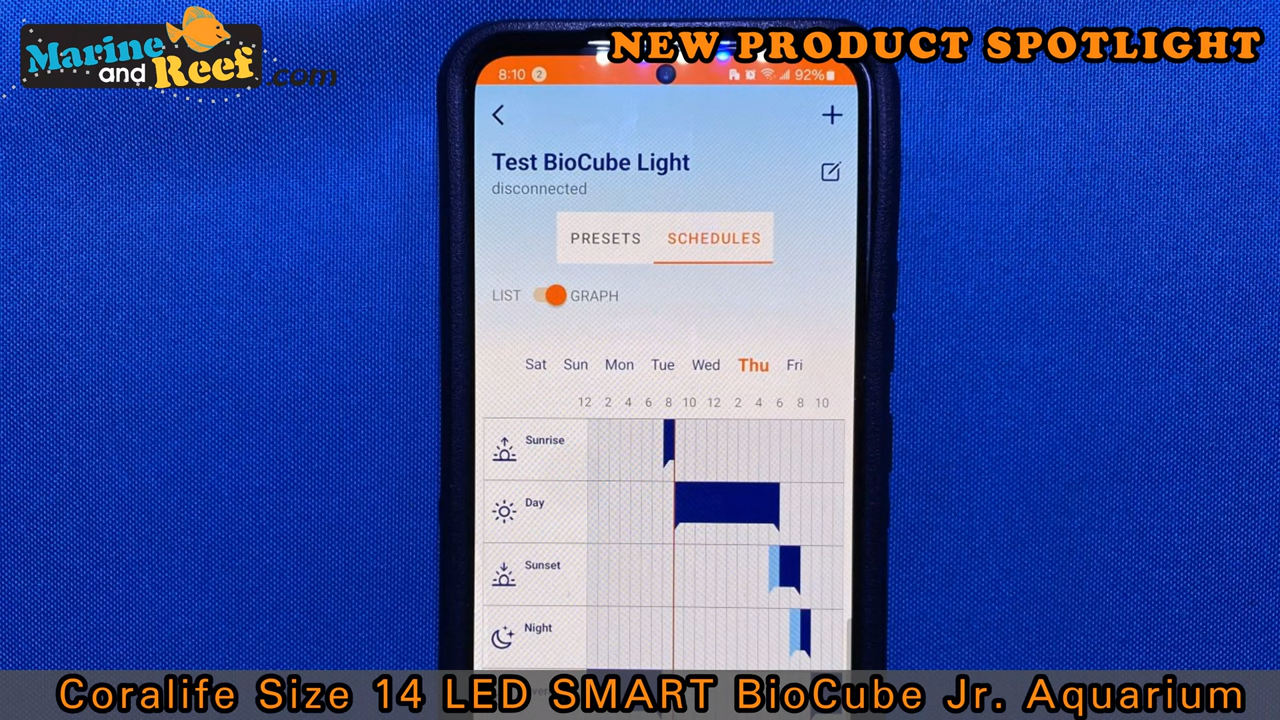 Marine
and Reef.com
NEW PRODUCT SPOTLIGHT
8:10 2 92%
Test BioCube Light
disconnected
PRESETS SCHEDULES
LIST GRAPH
Sat Sun Mon Tue Wed Thu Fri
12 2 4 6 8 10 12 2 4 6 8 10
Sunrise
Day
Sunset
Night
Coralife Size 14 LED SMART BioCube Jr. Aquarium